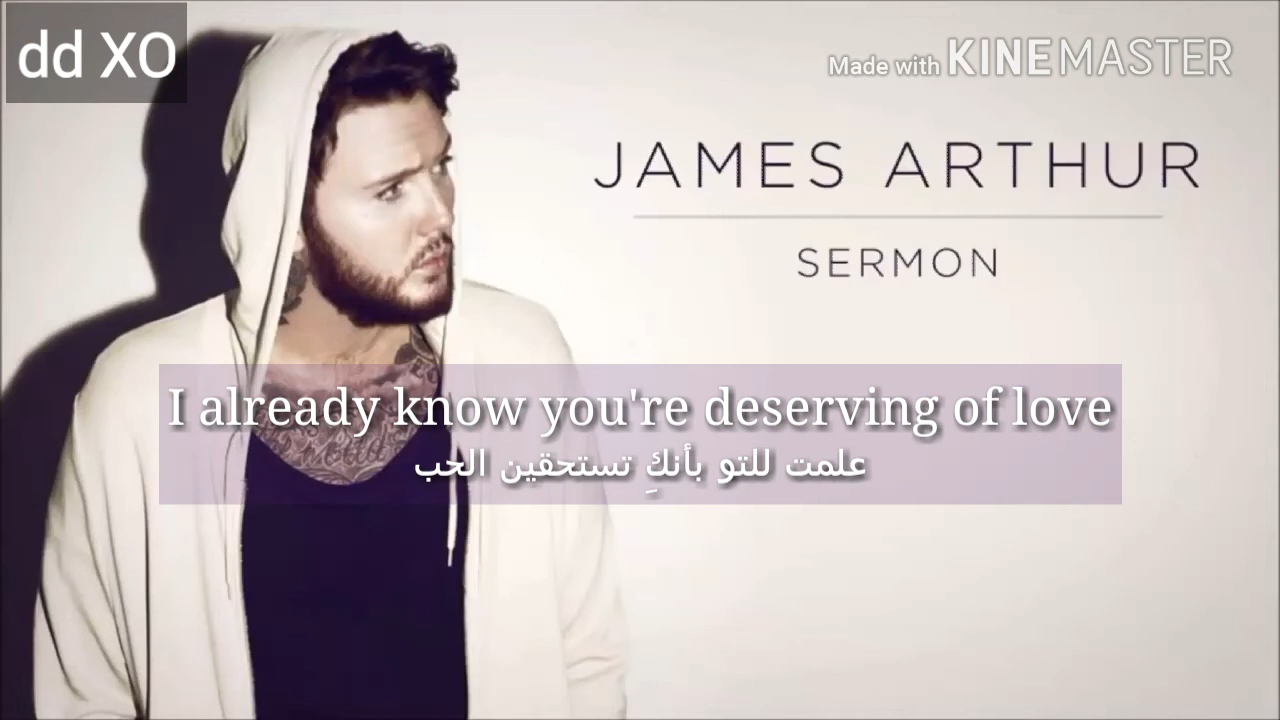 dd XO
Made with KINEMASTER
JAMES ARTHUR
SERMON
I already know you're deserving of love
علمت للتو بأنكِ تستحقين الحب